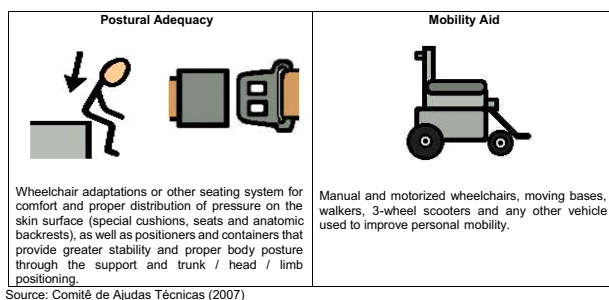 Postural Adequacy
Wheelchair adaptations or other seating system for
comfort and proper distribution of pressure on the
skin surface (special cushions, seats and anatomic
backrests), as well as positioners and containers that
provide greater stability and proper body posture
through the support and trunk / head / limb
positioning.
Mobility Aid
Manual and motorized wheelchairs, moving bases,
walkers, 3-wheel scooters and any other vehicle
used to improve personal mobility.
Source: Comitê de Ajudas Técnicas (2007)